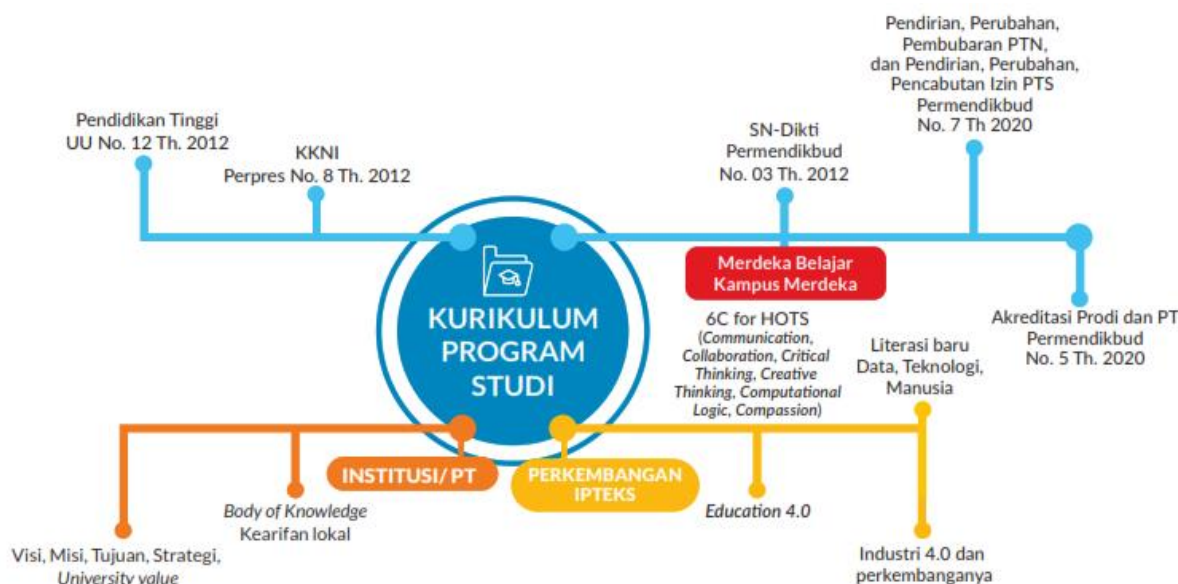 Pendirian, Perubahan,
Pembubaran PTN,
dan Pendirian, Perubahan,
Pencabutan Izin PTS
Permendikbud
No. 7 Th 2020
Pendidikan Tinggi
UU No. 12 Th. 2012
KKNI
Perpres No. 8 Th. 2012
SN-Dikti
Permendikbud
No. 03 Th. 2012
Merdeka Belajar
Kampus Merdeka
KURIKULUM
PROGRAM
STUDI
6C for HOTS
(Communication,
Collaboration, Critical
Thinking, Creative
Thinking, Computational
Logic, Compassion)
Akreditasi Prodi dan PT
Permendikbud
No. 5 Th. 2020
Literasi baru
Data, Teknologi,
Manusia
INSTITUSI/ PT
PERKEMBANGAN
IPTEKS
Body of Knowledge
Kearifan lokal
Education 4.0
Visi, Misi, Tujuan, Strategi,
University value
Industri 4.0 dan
perkembanganya